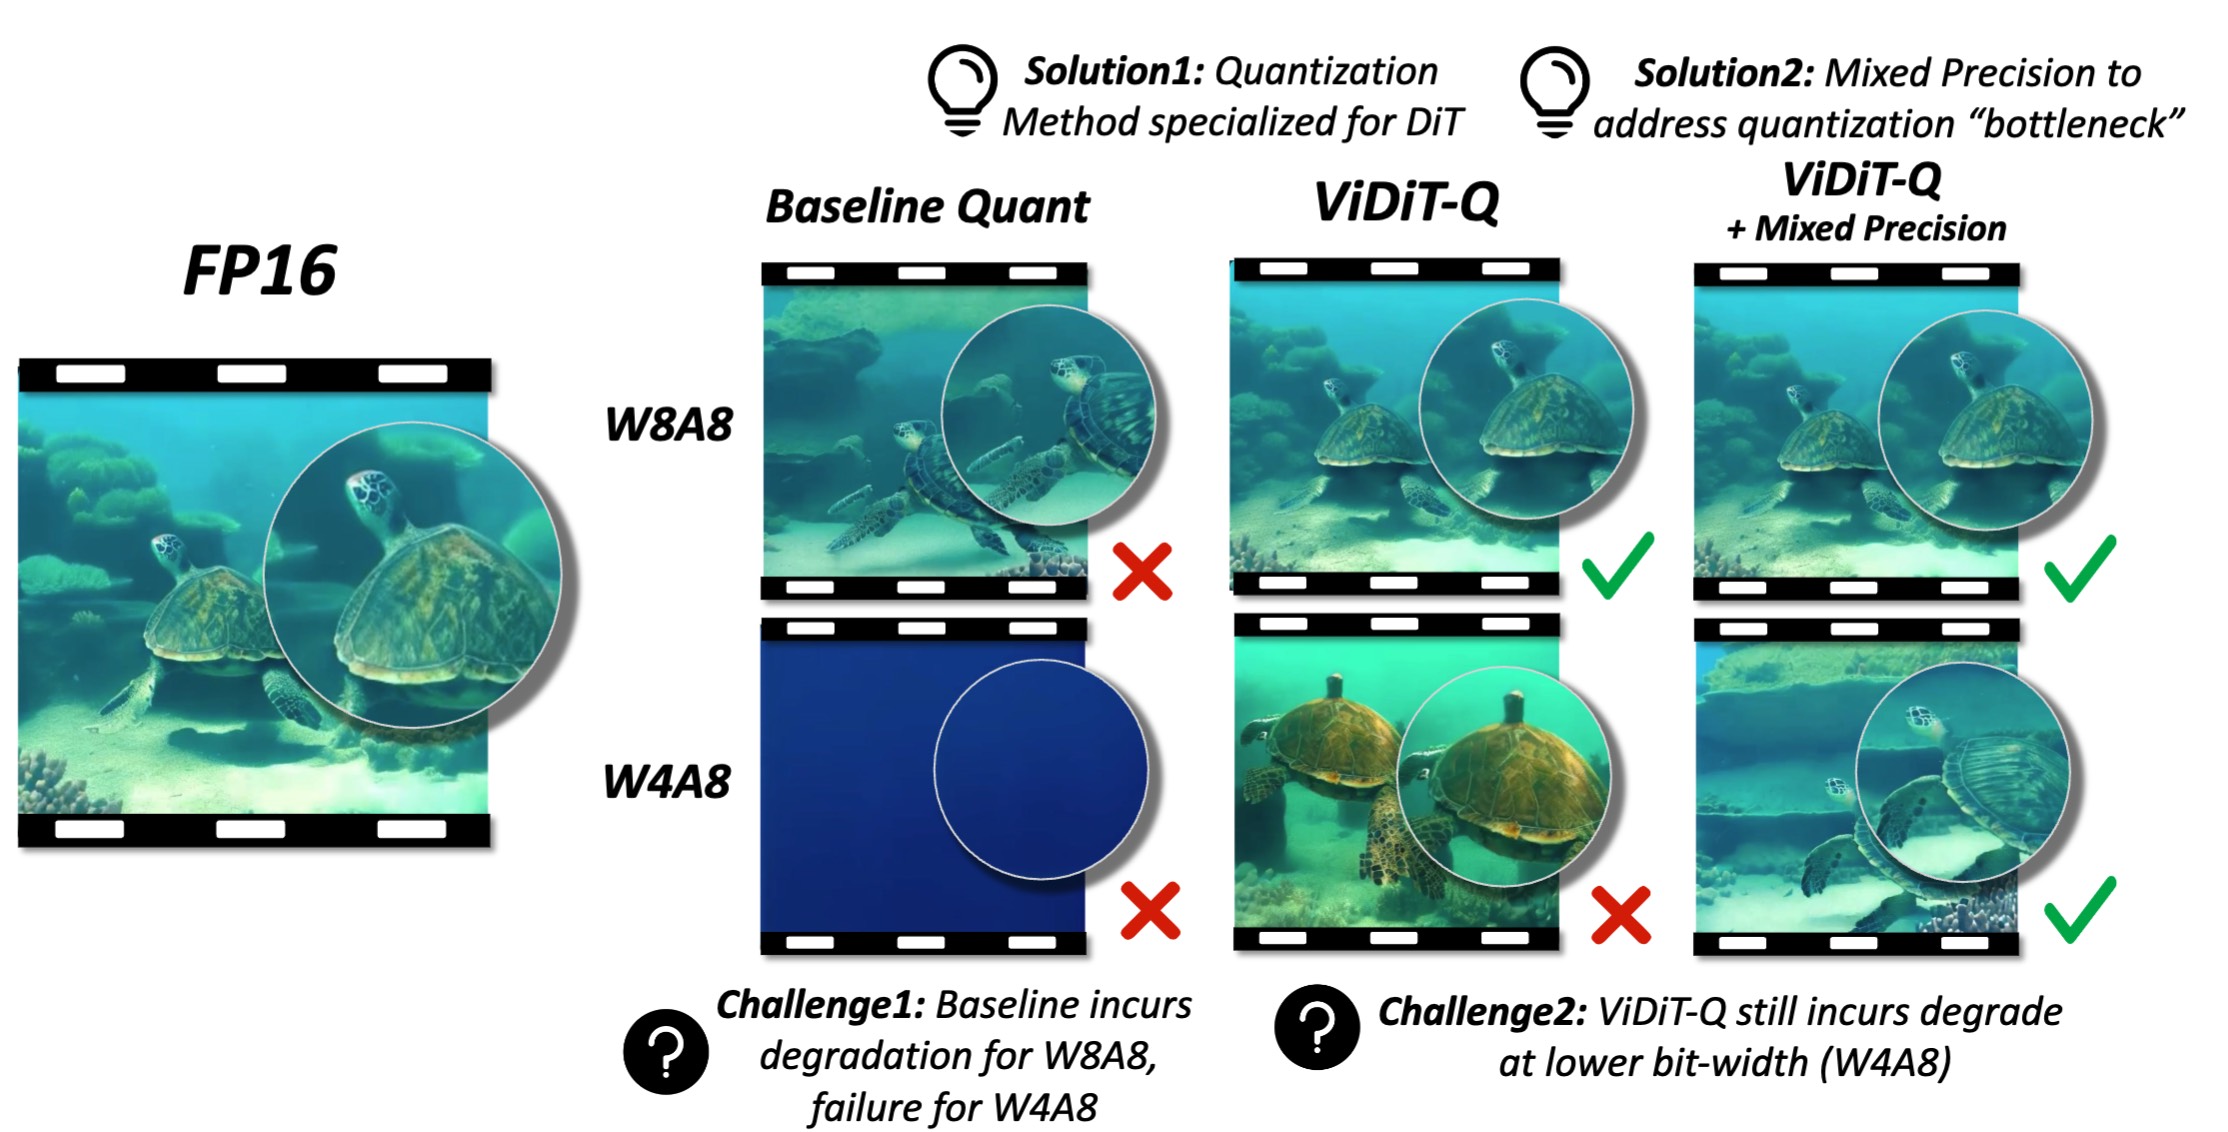 Solution1: Quantization
Method specialized for DiT
Solution2: Mixed Precision to
address quantization “bottleneck”
FP16
Baseline Quant
ViDiT-Q
ViDiT-Q
+ Mixed Precision
W8A8
W4A8
?
Challenge1: Baseline incurs
degradation for W8A8,
failure for W4A8
?
Challenge2: ViDiT-Q still incurs degrade
at lower bit-width (W4A8)